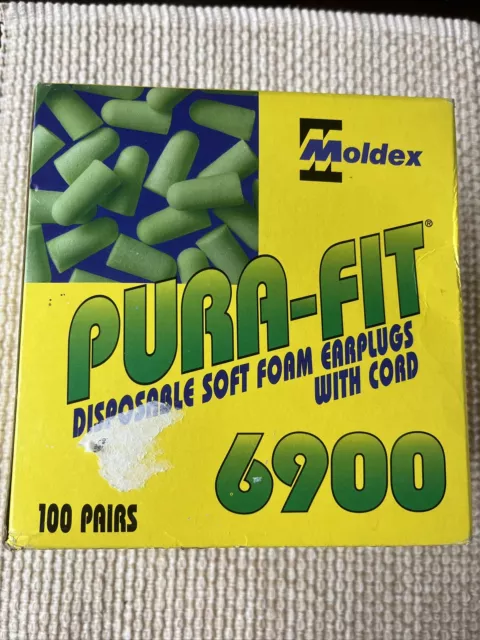 Moldex
PURA-FIT®
DISPOSABLE SOFT FOAM EARPLUGS
WITH CORD
6900
100 PAIRS